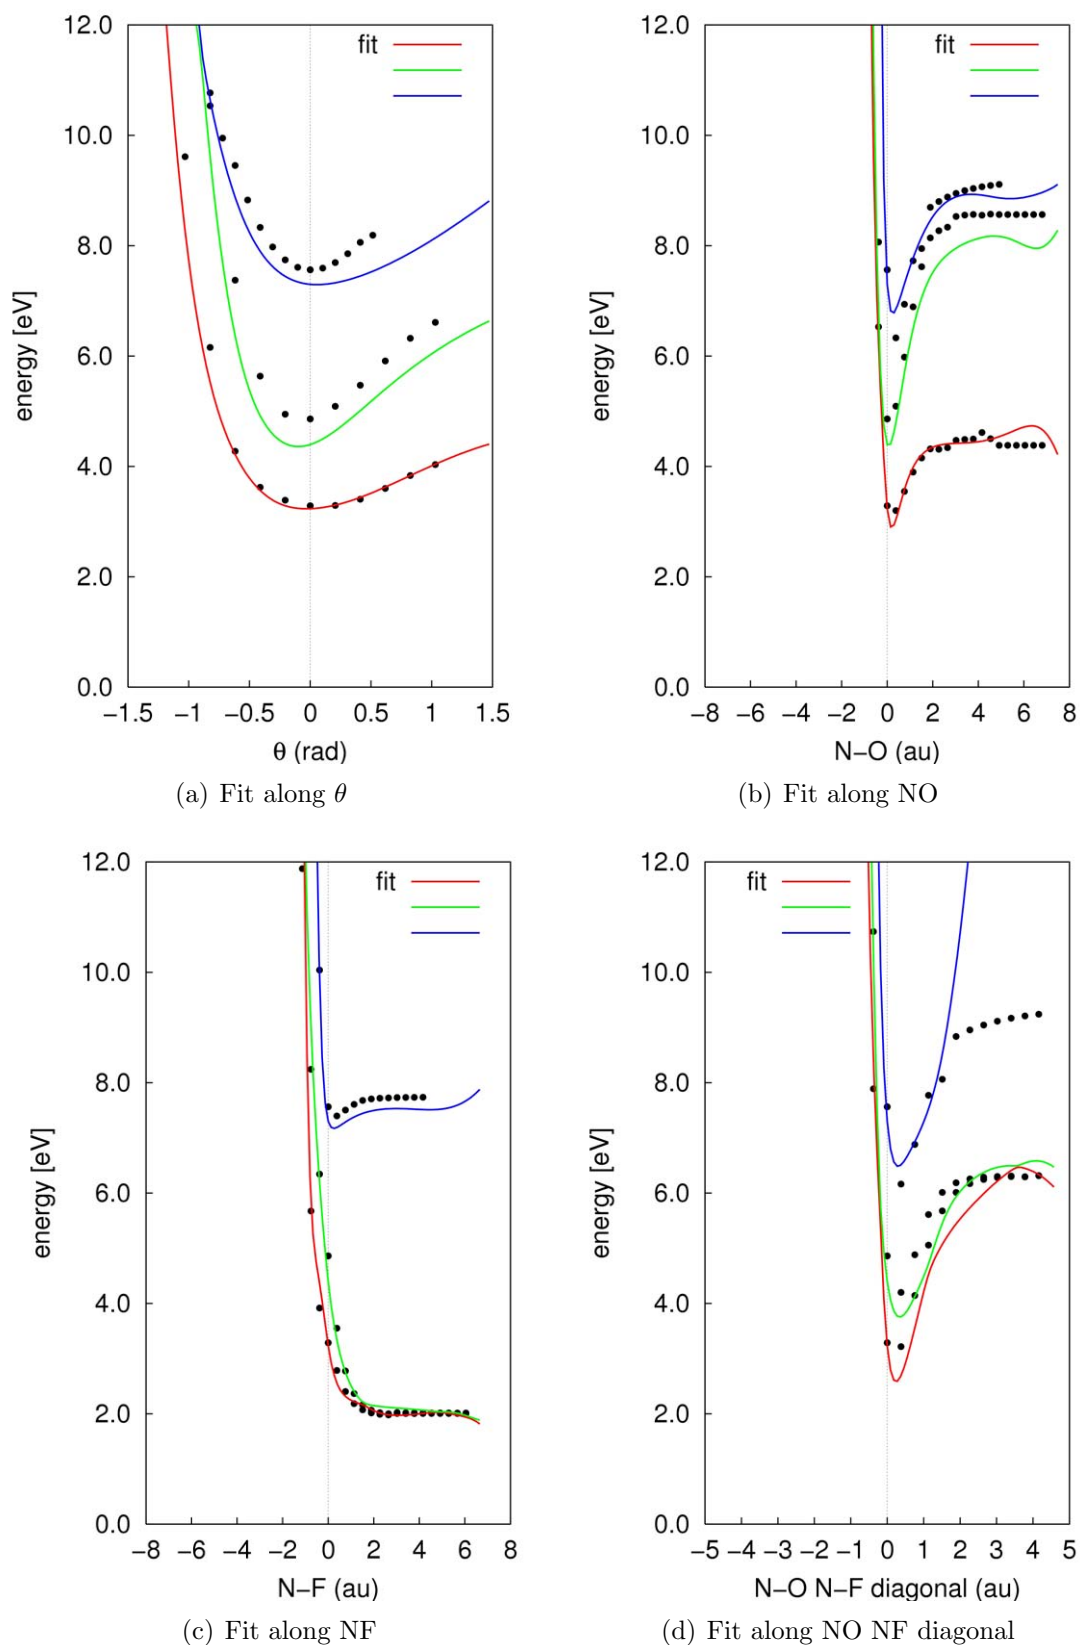 12.0
10.0
8.0
6.0
4.0
2.0
0.0
energy [eV]
fit
−1.5 −1 −0.5 0 0.5 1 1.5
θ (rad)
(a) Fit along θ
12.0
10.0
8.0
6.0
4.0
2.0
0.0
energy [eV]
fit
−8 −6 −4 −2 0 2 4 6 8
N−O (au)
(b) Fit along NO
12.0
10.0
8.0
6.0
4.0
2.0
0.0
energy [eV]
fit
−8 −6 −4 −2 0 2 4 6 8
N−F (au)
(c) Fit along NF
12.0
10.0
8.0
6.0
4.0
2.0
0.0
energy [eV]
fit
−5 −4 −3 −2 −1 0 1 2 3 4 5
N−O N−F diagonal (au)
(d) Fit along NO NF diagonal